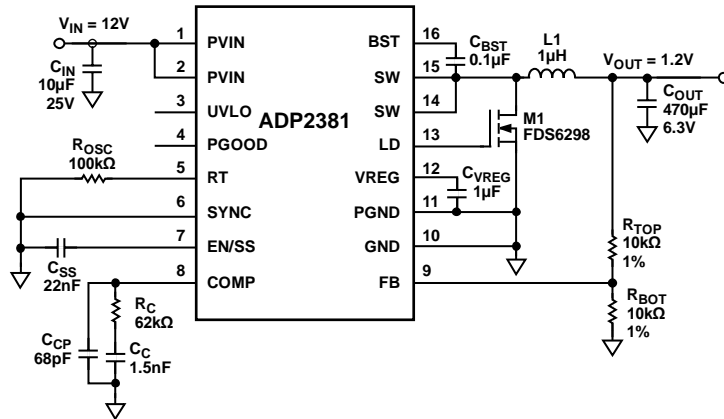 VIN = 12V
CIN
10µF
25V
ROSC
100kΩ
CSS
22nF
CCP
68pF
RC
62kΩ
CC
1.5nF
1 PVIN
2 PVIN
3 UVLO
4 PGOOD
5 RT
6 SYNC
7 EN/SS
8 COMP
ADP2381
BST 16
SW 15
SW 14
LD 13
VREG 12
PGND 11
GND 10
FB 9
CBST
0.1µF
L1
1µH
M1
FDS6298
CVREG
1µF
VOUT = 1.2V
COUT
470µF
6.3V
RTOP
10kΩ
1%
RBOT
10kΩ
1%